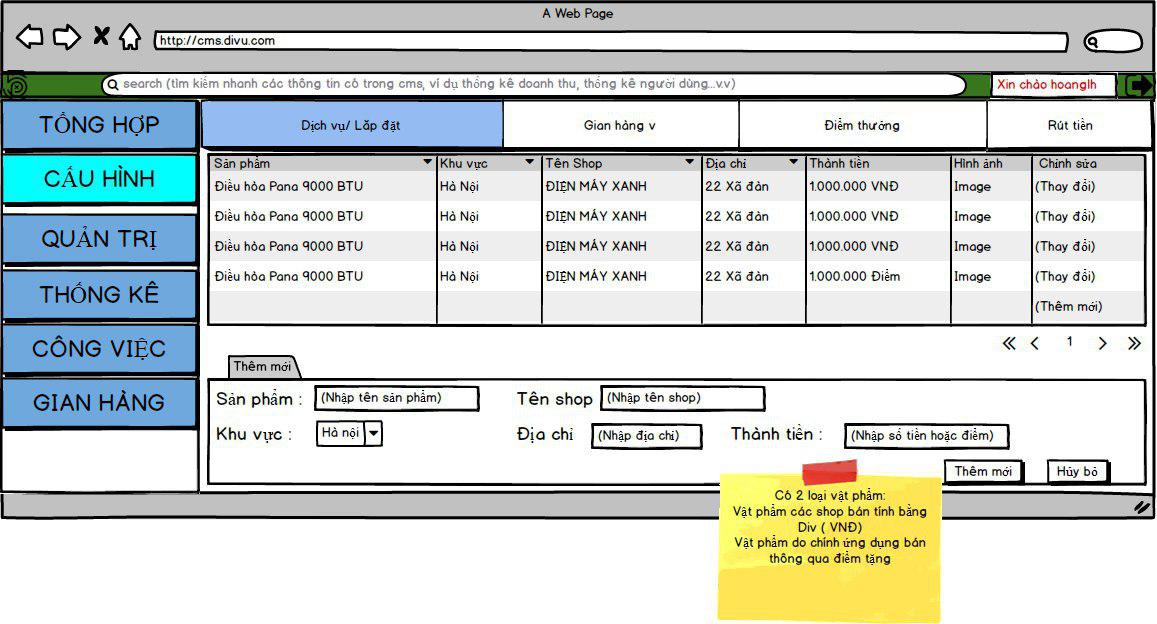 A Web Page
http://cms.divu.com
search (tìm kiếm nhanh các thông tin có trong cms, ví dụ thống kê doanh thu, thống kê người dùng...v.v)
Xin chào hoanglh
TỔNG HỢP
CẤU HÌNH
QUẢN TRỊ
THỐNG KÊ
CÔNG VIỆC
GIAN HÀNG
Dịch vụ/ Lắp đặt
Gian hàng v
Điểm thưởng
Rút tiền
Sản phẩm Khu vực Tên Shop Địa chỉ Thành tiền Hình ảnh Chỉnh sửa
Điều hòa Pana 9000 BTU Hà Nội ĐIỆN MÁY XANH 22 Xã đàn 1.000.000 VNĐ Image (Thay đổi)
Điều hòa Pana 9000 BTU Hà Nội ĐIỆN MÁY XANH 22 Xã đàn 1.000.000 VNĐ Image (Thay đổi)
Điều hòa Pana 9000 BTU Hà Nội ĐIỆN MÁY XANH 22 Xã đàn 1.000.000 VNĐ Image (Thay đổi)
Điều hòa Pana 9000 BTU Hà Nội ĐIỆN MÁY XANH 22 Xã đàn 1.000.000 Điểm Image (Thay đổi)
(Thêm mới)
1
Thêm mới
Sản phẩm : (Nhập tên sản phẩm) Tên shop (Nhập tên shop)
Khu vực : Hà nội Địa chỉ (Nhập địa chỉ) Thành tiền : (Nhập số tiền hoặc điểm)
Thêm mới Hủy bỏ
Có 2 loại vật phẩm:
Vật phẩm các shop bán tính bằng
Div ( VNĐ)
Vật phẩm do chính ứng dụng bán
thông qua điểm tặng